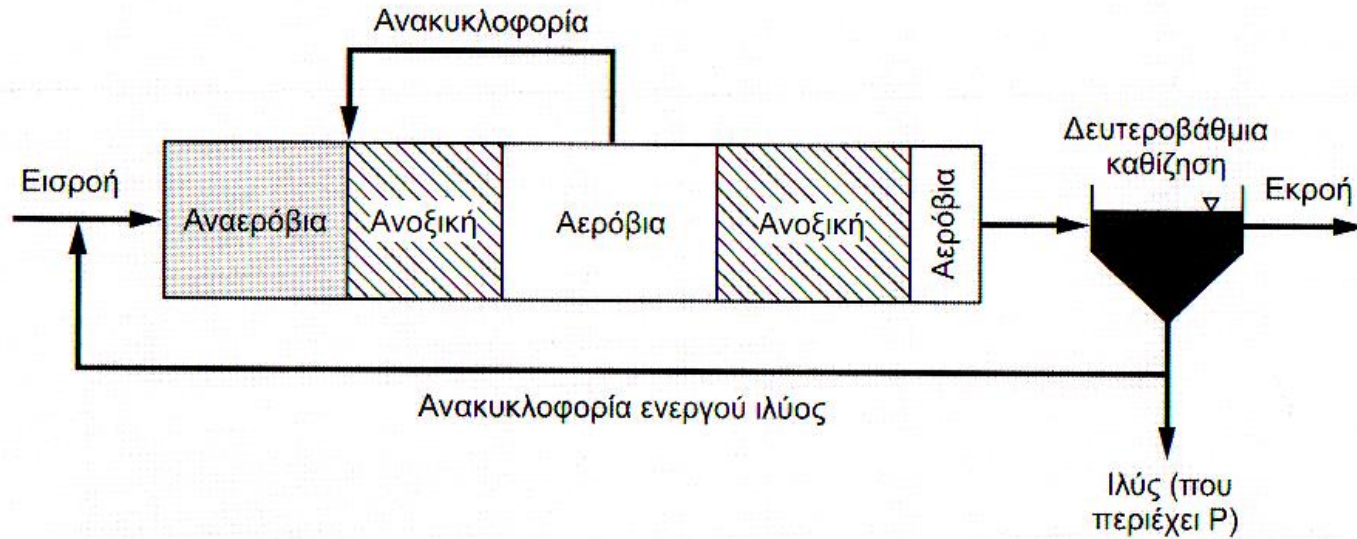 Ανακυκλοφορία
Δευτεροβάθμια
καθίζηση
Εισροή
Εκροή
Αναερόβια
Ανοξική
Αερόβια
Ανοξική
Αερόβια
Ανακυκλοφορία ενεργού ιλύος
Ιλύς (που
περιέχει P)